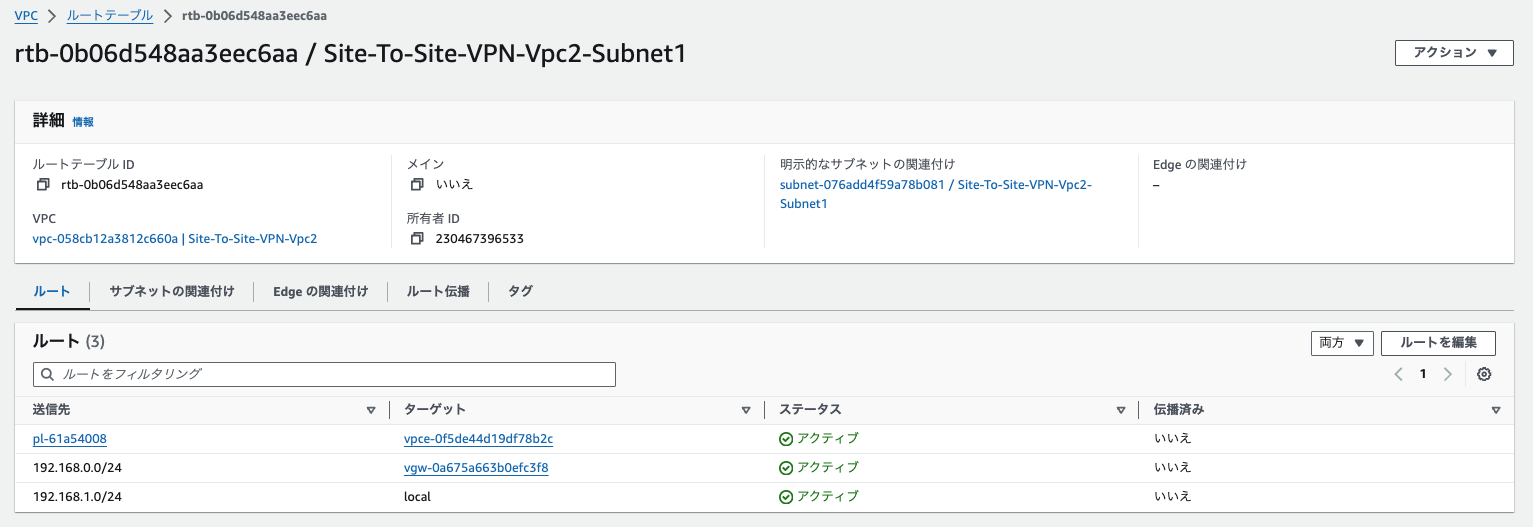 VPC > ルートテーブル > rtb-0b06d548aa3eec6aa
rtb-0b06d548aa3eec6aa / Site-To-Site-VPN-Vpc2-Subnet1
アクション ▼
詳細 情報
ルートテーブル ID
rtb-0b06d548aa3eec6aa
メイン
いいえ
明示的なサブネットの関連付け
subnet-076add4f59a78b081 / Site-To-Site-VPN-Vpc2-
Subnet1
Edge の関連付け
–
VPC
vpc-058cb12a3812c660a | Site-To-Site-VPN-Vpc2
所有者 ID
230467396533
ルート サブネットの関連付け Edge の関連付け ルート伝播 タグ
ルート (3)
両方 ▼ ルートを編集
ルートをフィルタリング
1
送信先 ターゲット ステータス 伝播済み
pl-61a54008 vpce-0f5de44d19df78b2c アクティブ いいえ
192.168.0.0/24 vgw-0a675a663b0efc3f8 アクティブ いいえ
192.168.1.0/24 local アクティブ いいえ